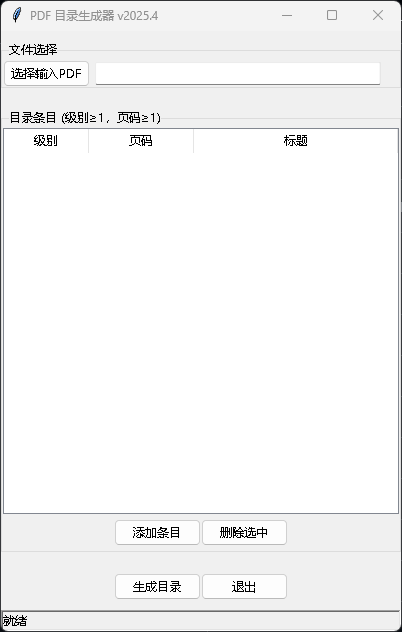 PDF 目录生成器 v2025.4
文件选择
选择输入PDF
目录条目 (级别≥1，页码≥1)
级别 页码 标题
添加条目 删除选中
生成目录 退出
就绪